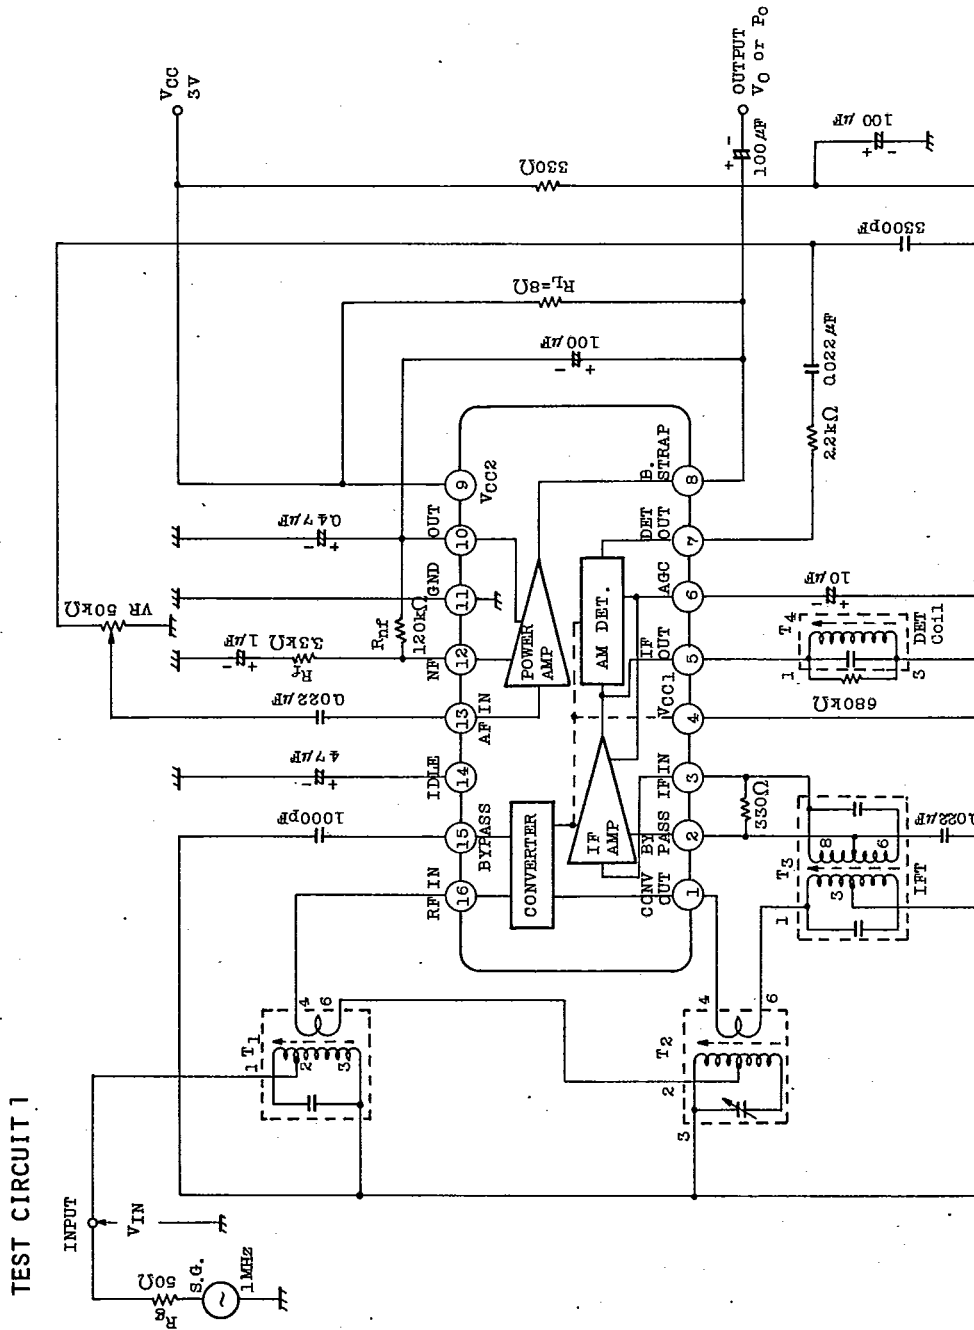 TEST CIRCUIT 1
INPUT
VIN
Rg
50Ω
S.G.
1MHz
T1
1
2
3
4
6
T2
2
3
4
6
T3
1
3
8
6
IFT
330Ω
0.022μF
1000pF
4.7μF
0.022μF
Rf
3.3kΩ
1μF
VR 50kΩ
Rnf
120kΩ
0.47μF
16
15
14
13
12
11
10
9
RF IN
BYPASS
IDLE
AF IN
NF
GND
OUT
VCC2
CONVERTER
IF AMP
POWER AMP
AM DET.
CONV OUT
BY PASS
IF IN
VCC1
IF OUT
AGC
DET OUT
B. STRAP
1
2
3
4
5
6
7
8
680kΩ
T4
1
3
DET Coil
10μF
2.2kΩ
0.022μF
100μF
RL=8Ω
330Ω
3300pF
100μF
100μF
VCC
3V
OUTPUT
VO or PO